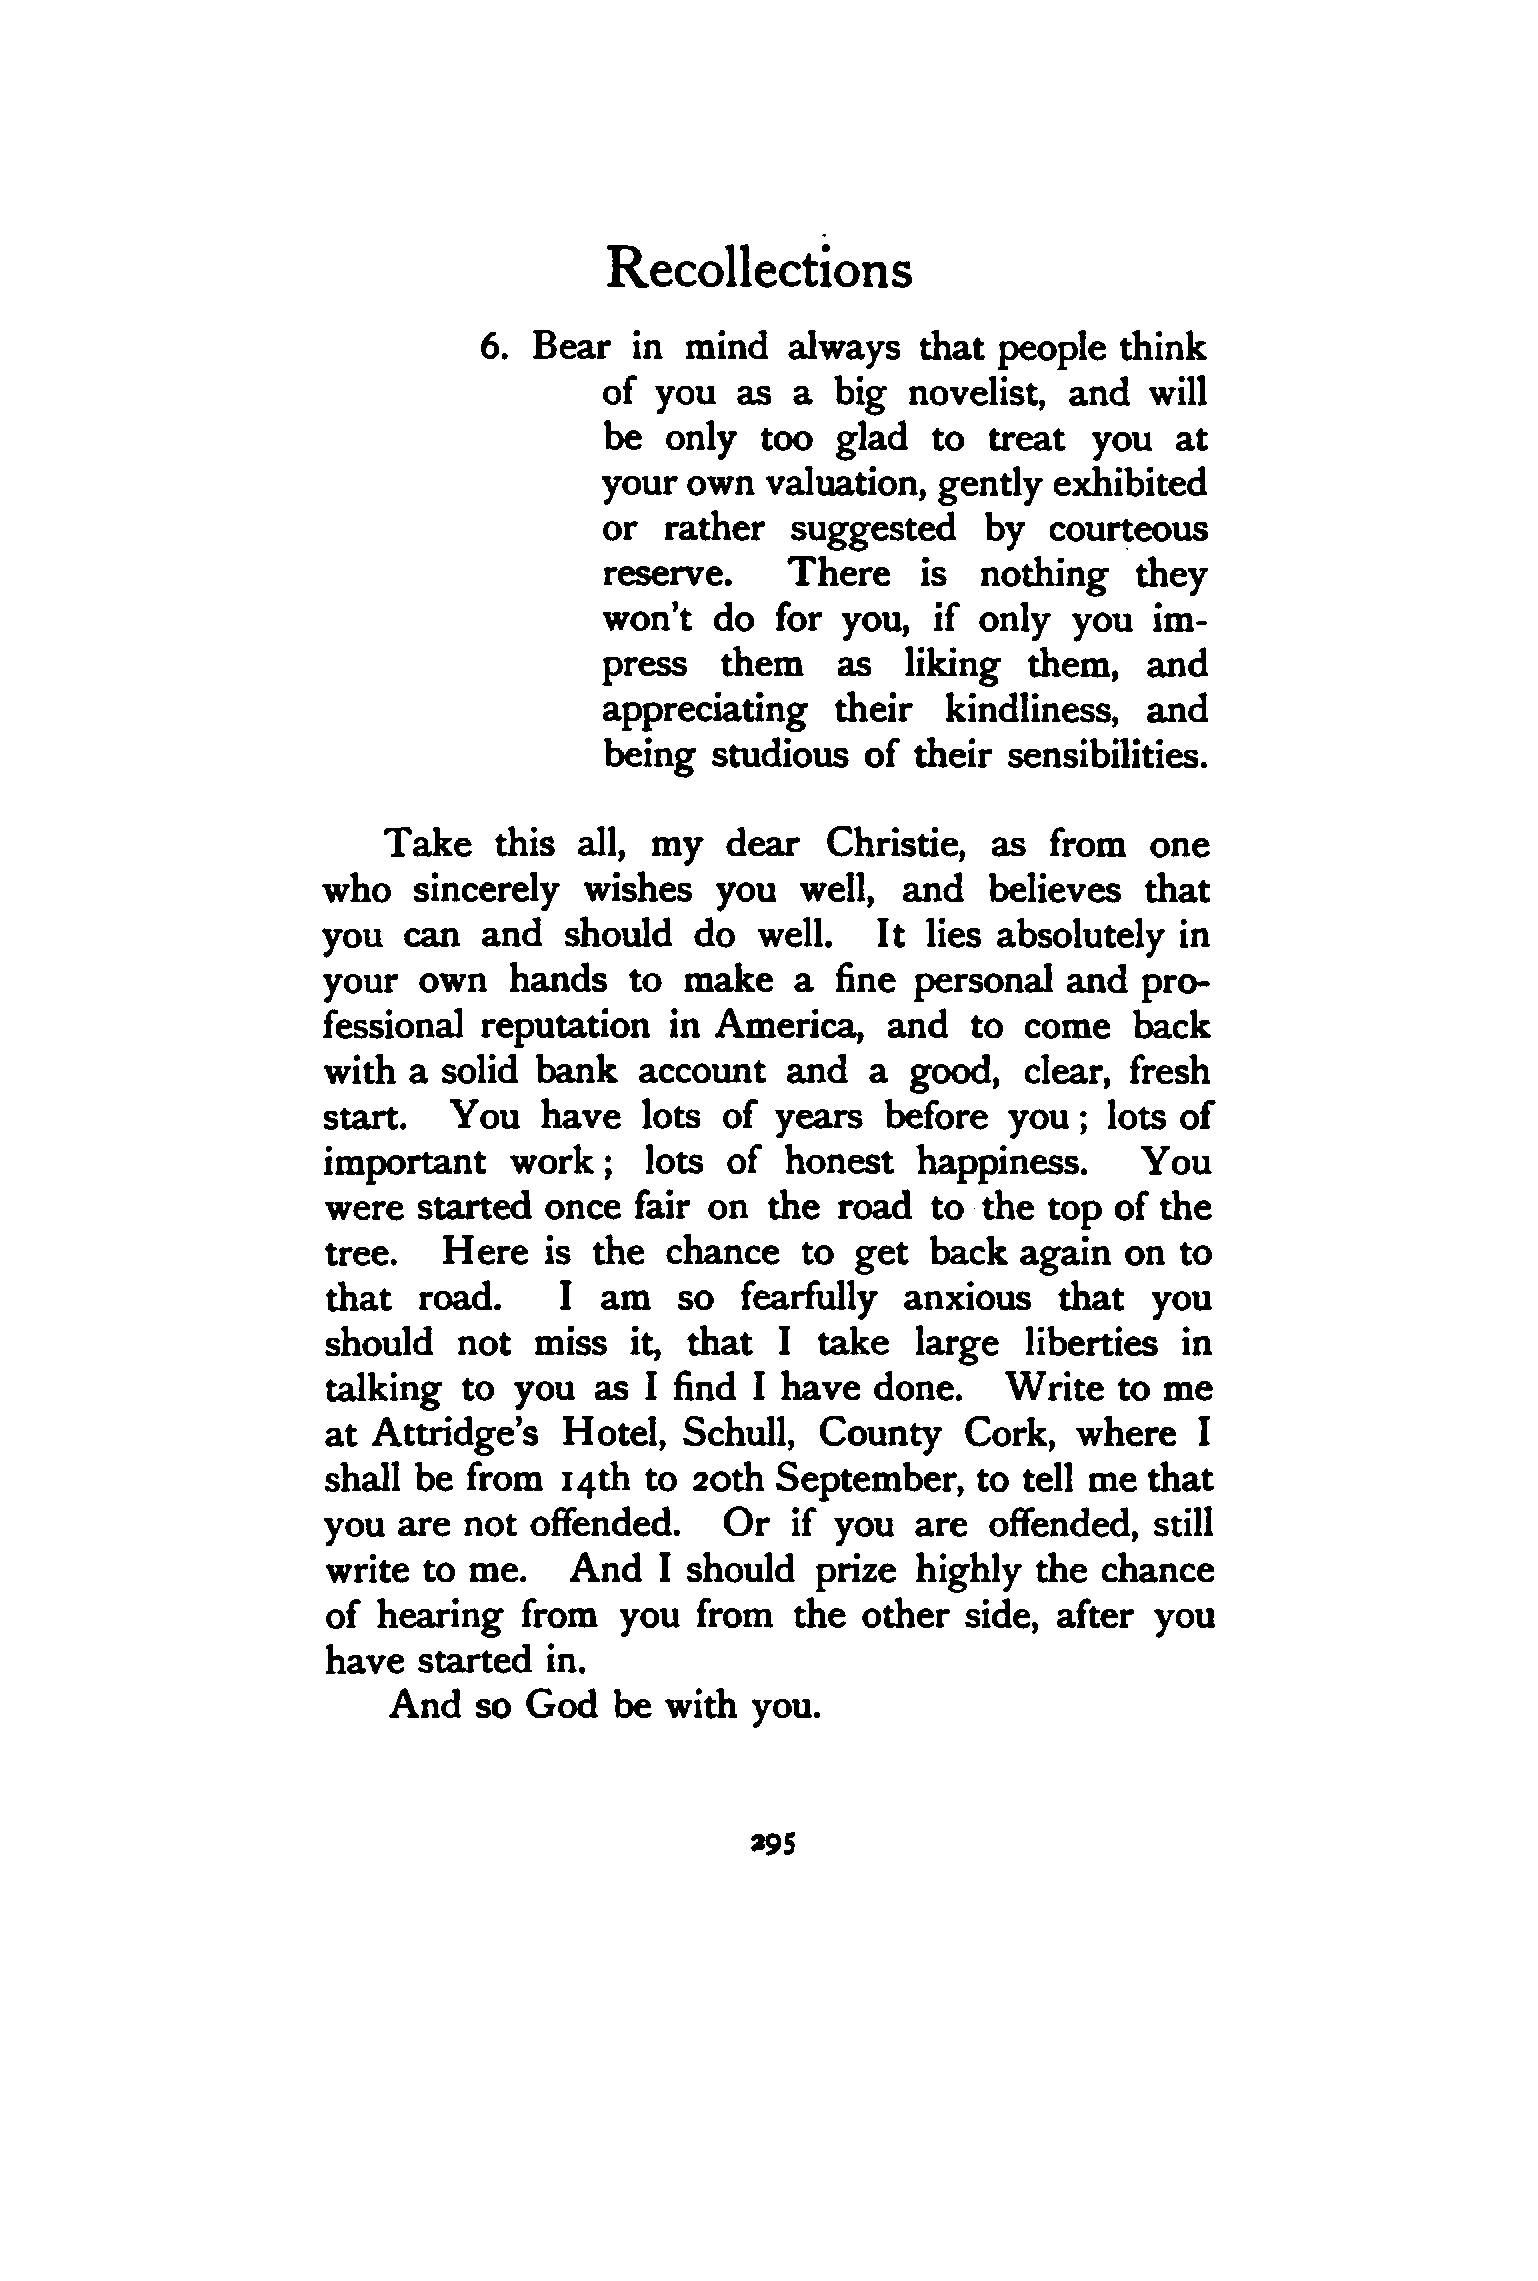 Recollections
6. Bear in mind always that people think
of you as a big novelist, and will
be only too glad to treat you at
your own valuation, gently exhibited
or rather suggested by courteous
reserve. There is nothing they
won't do for you, if only you im-
press them as liking them, and
appreciating their kindliness, and
being studious of their sensibilities.
Take this all, my dear Christie, as from one
who sincerely wishes you well, and believes that
you can and should do well. It lies absolutely in
your own hands to make a fine personal and pro-
fessional reputation in America, and to come back
with a solid bank account and a good, clear, fresh
start. You have lots of years before you; lots of
important work; lots of honest happiness. You
were started once fair on the road to the top of the
tree. Here is the chance to get back again on to
that road. I am so fearfully anxious that you
should not miss it, that I take large liberties in
talking to you as I find I have done. Write to me
at Attridge's Hotel, Schull, County Cork, where I
shall be from 14th to 20th September, to tell me that
you are not offended. Or if you are offended, still
write to me. And I should prize highly the chance
of hearing from you from the other side, after you
have started in.
And so God be with you.
295